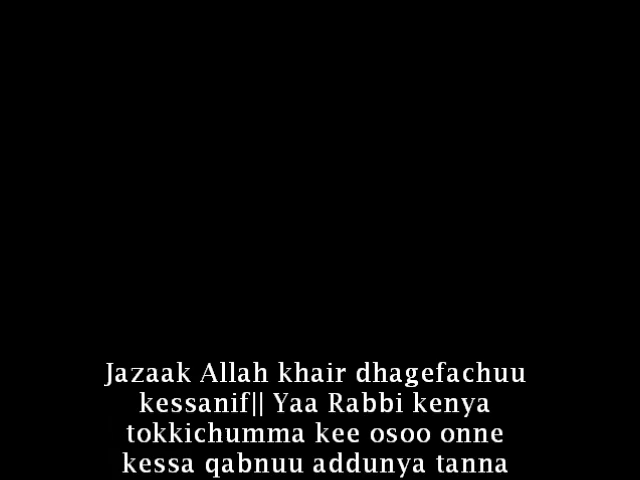 Jazaak Allah khair dhagefachuu
kessanif|| Yaa Rabbi kenya
tokkichumma kee osoo onne
kessa qabnuu addunya tanna